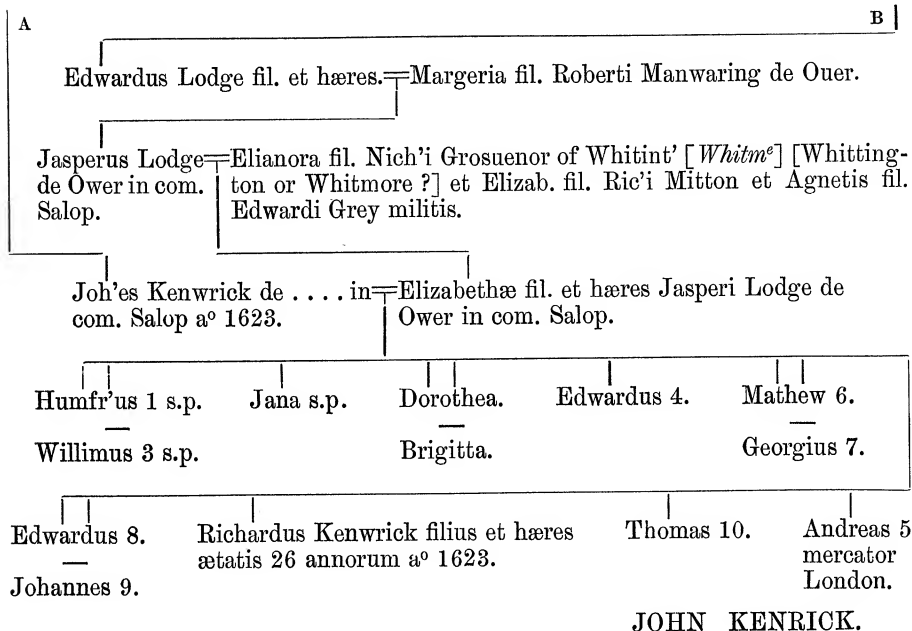 A B
Edwardus Lodge fil. et hæres.=Margeria fil. Roberti Manwaring de Ouer.
Jasperus Lodge=Elianora fil. Nich'i Grosuenor of Whitint' [Whitmᵉ] [Whitting-
de Ower in com. ton or Whitmore ?] et Elizab. fil. Ric'i Mitton et Agnetis fil.
Salop. Edwardi Grey militis.
Joh'es Kenwrick de .... in=Elizabethæ fil. et hæres Jasperi Lodge de
com. Salop aº 1623. Ower in com. Salop.
Humfr'us 1 s.p. Jana s.p. Dorothea. Edwardus 4. Mathew 6.
Willimus 3 s.p. Brigitta. Georgius 7.
Edwardus 8. Richardus Kenwrick filius et hæres Thomas 10. Andreas 5
ætatis 26 annorum aº 1623. mercator
Johannes 9. London.
JOHN KENRICK.